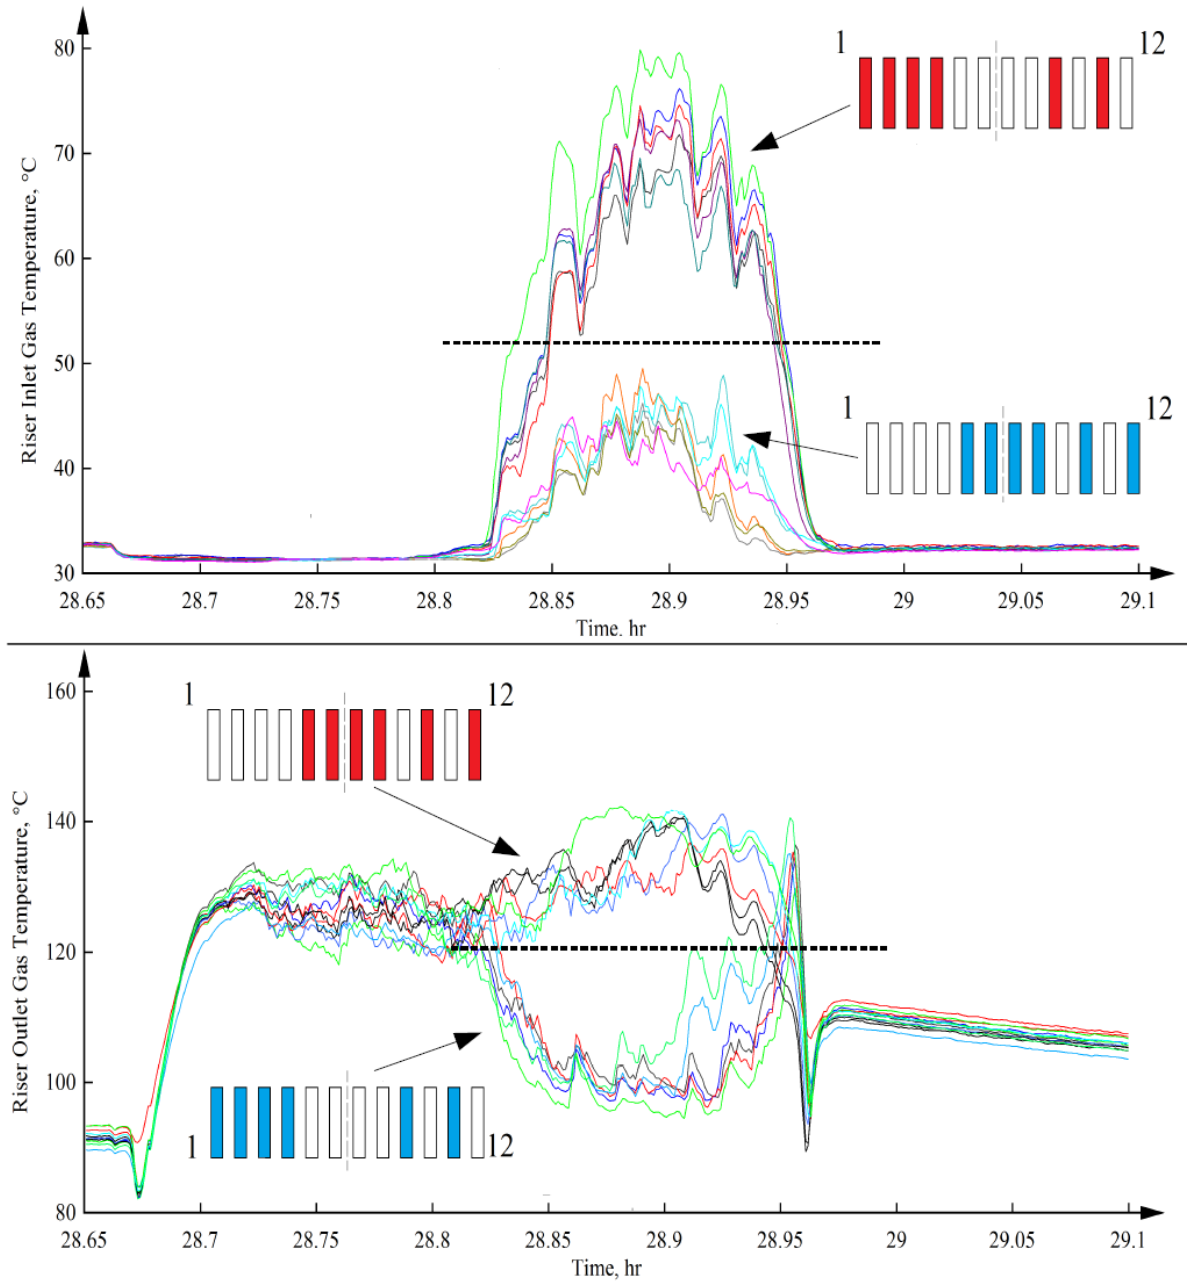 80
70
60
50
40
30
Riser Inlet Gas Temperature, °C
1 12
1 12
28.65 28.7 28.75 28.8 28.85 28.9 28.95 29 29.05 29.1
Time. hr
160
140
120
100
80
Riser Outlet Gas Temperature, °C
1 12
1 12
28.65 28.7 28.75 28.8 28.85 28.9 28.95 29 29.05 29.1
Time, hr